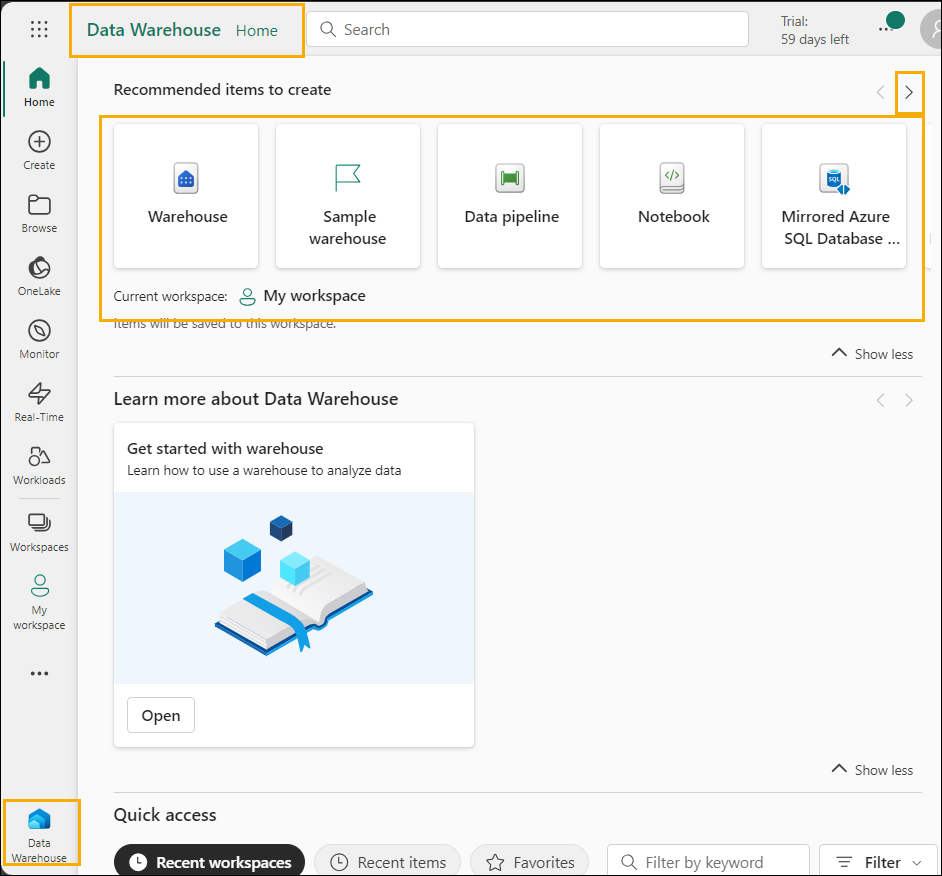 Data Warehouse Home
Search
Trial:
59 days left
Home
Create
Browse
OneLake
Monitor
Real-Time
Workloads
Workspaces
My
workspace
Data
Warehouse
Recommended items to create
Warehouse
Sample
warehouse
Data pipeline
Notebook
SQL
Mirrored Azure
SQL Database ...
Current workspace: My workspace
Items will be saved to this workspace.
Show less
Learn more about Data Warehouse
Get started with warehouse
Learn how to use a warehouse to analyze data
Open
Show less
Quick access
Recent workspaces Recent items Favorites Filter by keyword Filter